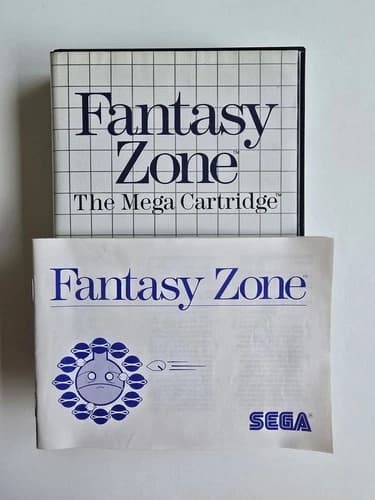 Fantasy
Zone™
The Mega Cartridge™
Fantasy Zone™
SEGA®